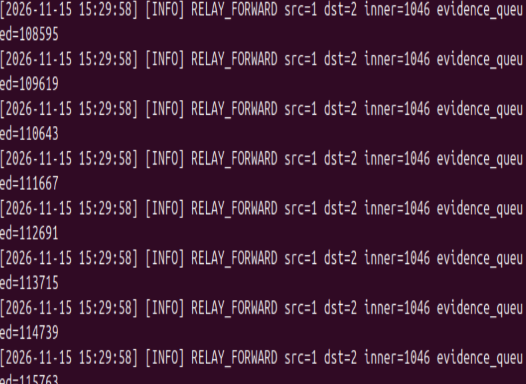 [2026-11-15 15:29:58] [INFO] RELAY_FORWARD src=1 dst=2 inner=1046 evidence_queu
ed=108595
[2026-11-15 15:29:58] [INFO] RELAY_FORWARD src=1 dst=2 inner=1046 evidence_queu
ed=109619
[2026-11-15 15:29:58] [INFO] RELAY_FORWARD src=1 dst=2 inner=1046 evidence_queu
ed=110643
[2026-11-15 15:29:58] [INFO] RELAY_FORWARD src=1 dst=2 inner=1046 evidence_queu
ed=111667
[2026-11-15 15:29:58] [INFO] RELAY_FORWARD src=1 dst=2 inner=1046 evidence_queu
ed=112691
[2026-11-15 15:29:58] [INFO] RELAY_FORWARD src=1 dst=2 inner=1046 evidence_queu
ed=113715
[2026-11-15 15:29:58] [INFO] RELAY_FORWARD src=1 dst=2 inner=1046 evidence_queu
ed=114739
[2026-11-15 15:29:58] [INFO] RELAY_FORWARD src=1 dst=2 inner=1046 evidence_queu
ed=115763